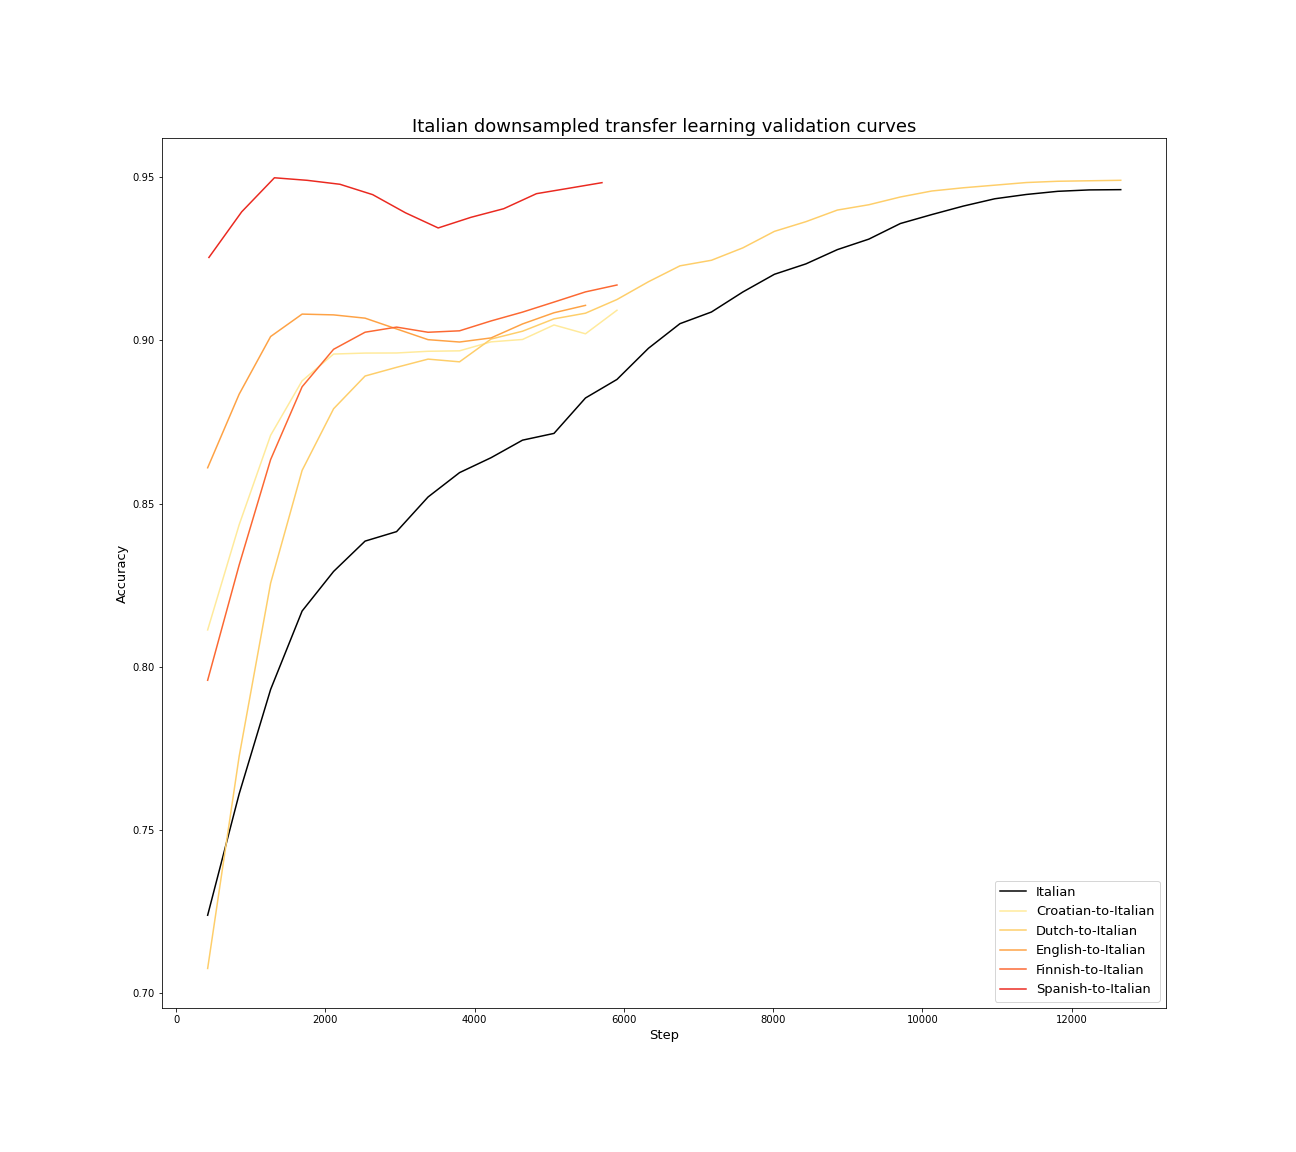 Italian downsampled transfer learning validation curves
0.95
0.90
0.85
0.80
0.75
0.70
Accuracy
0 2000 4000 6000 8000 10000 12000
Step
Italian
Croatian-to-Italian
Dutch-to-Italian
English-to-Italian
Finnish-to-Italian
Spanish-to-Italian